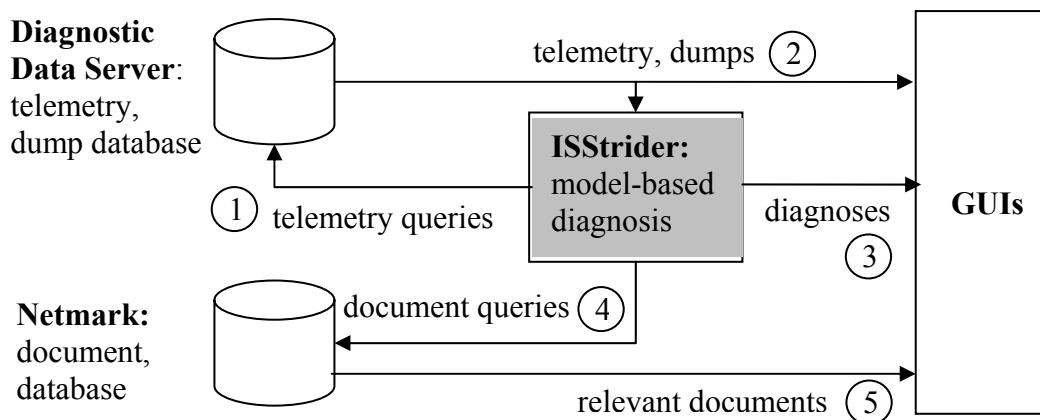 Diagnostic
Data Server:
telemetry,
dump database
telemetry, dumps 2
ISStrider:
model-based
diagnosis
1 telemetry queries
diagnoses
3
GUIs
Netmark:
document,
database
document queries 4
relevant documents 5